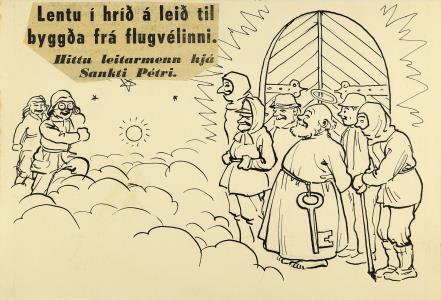 Lentu í hríð á leið til
byggða frá flugvélinni.
Hittu leitarmenn hjá
Sankti Pétri.